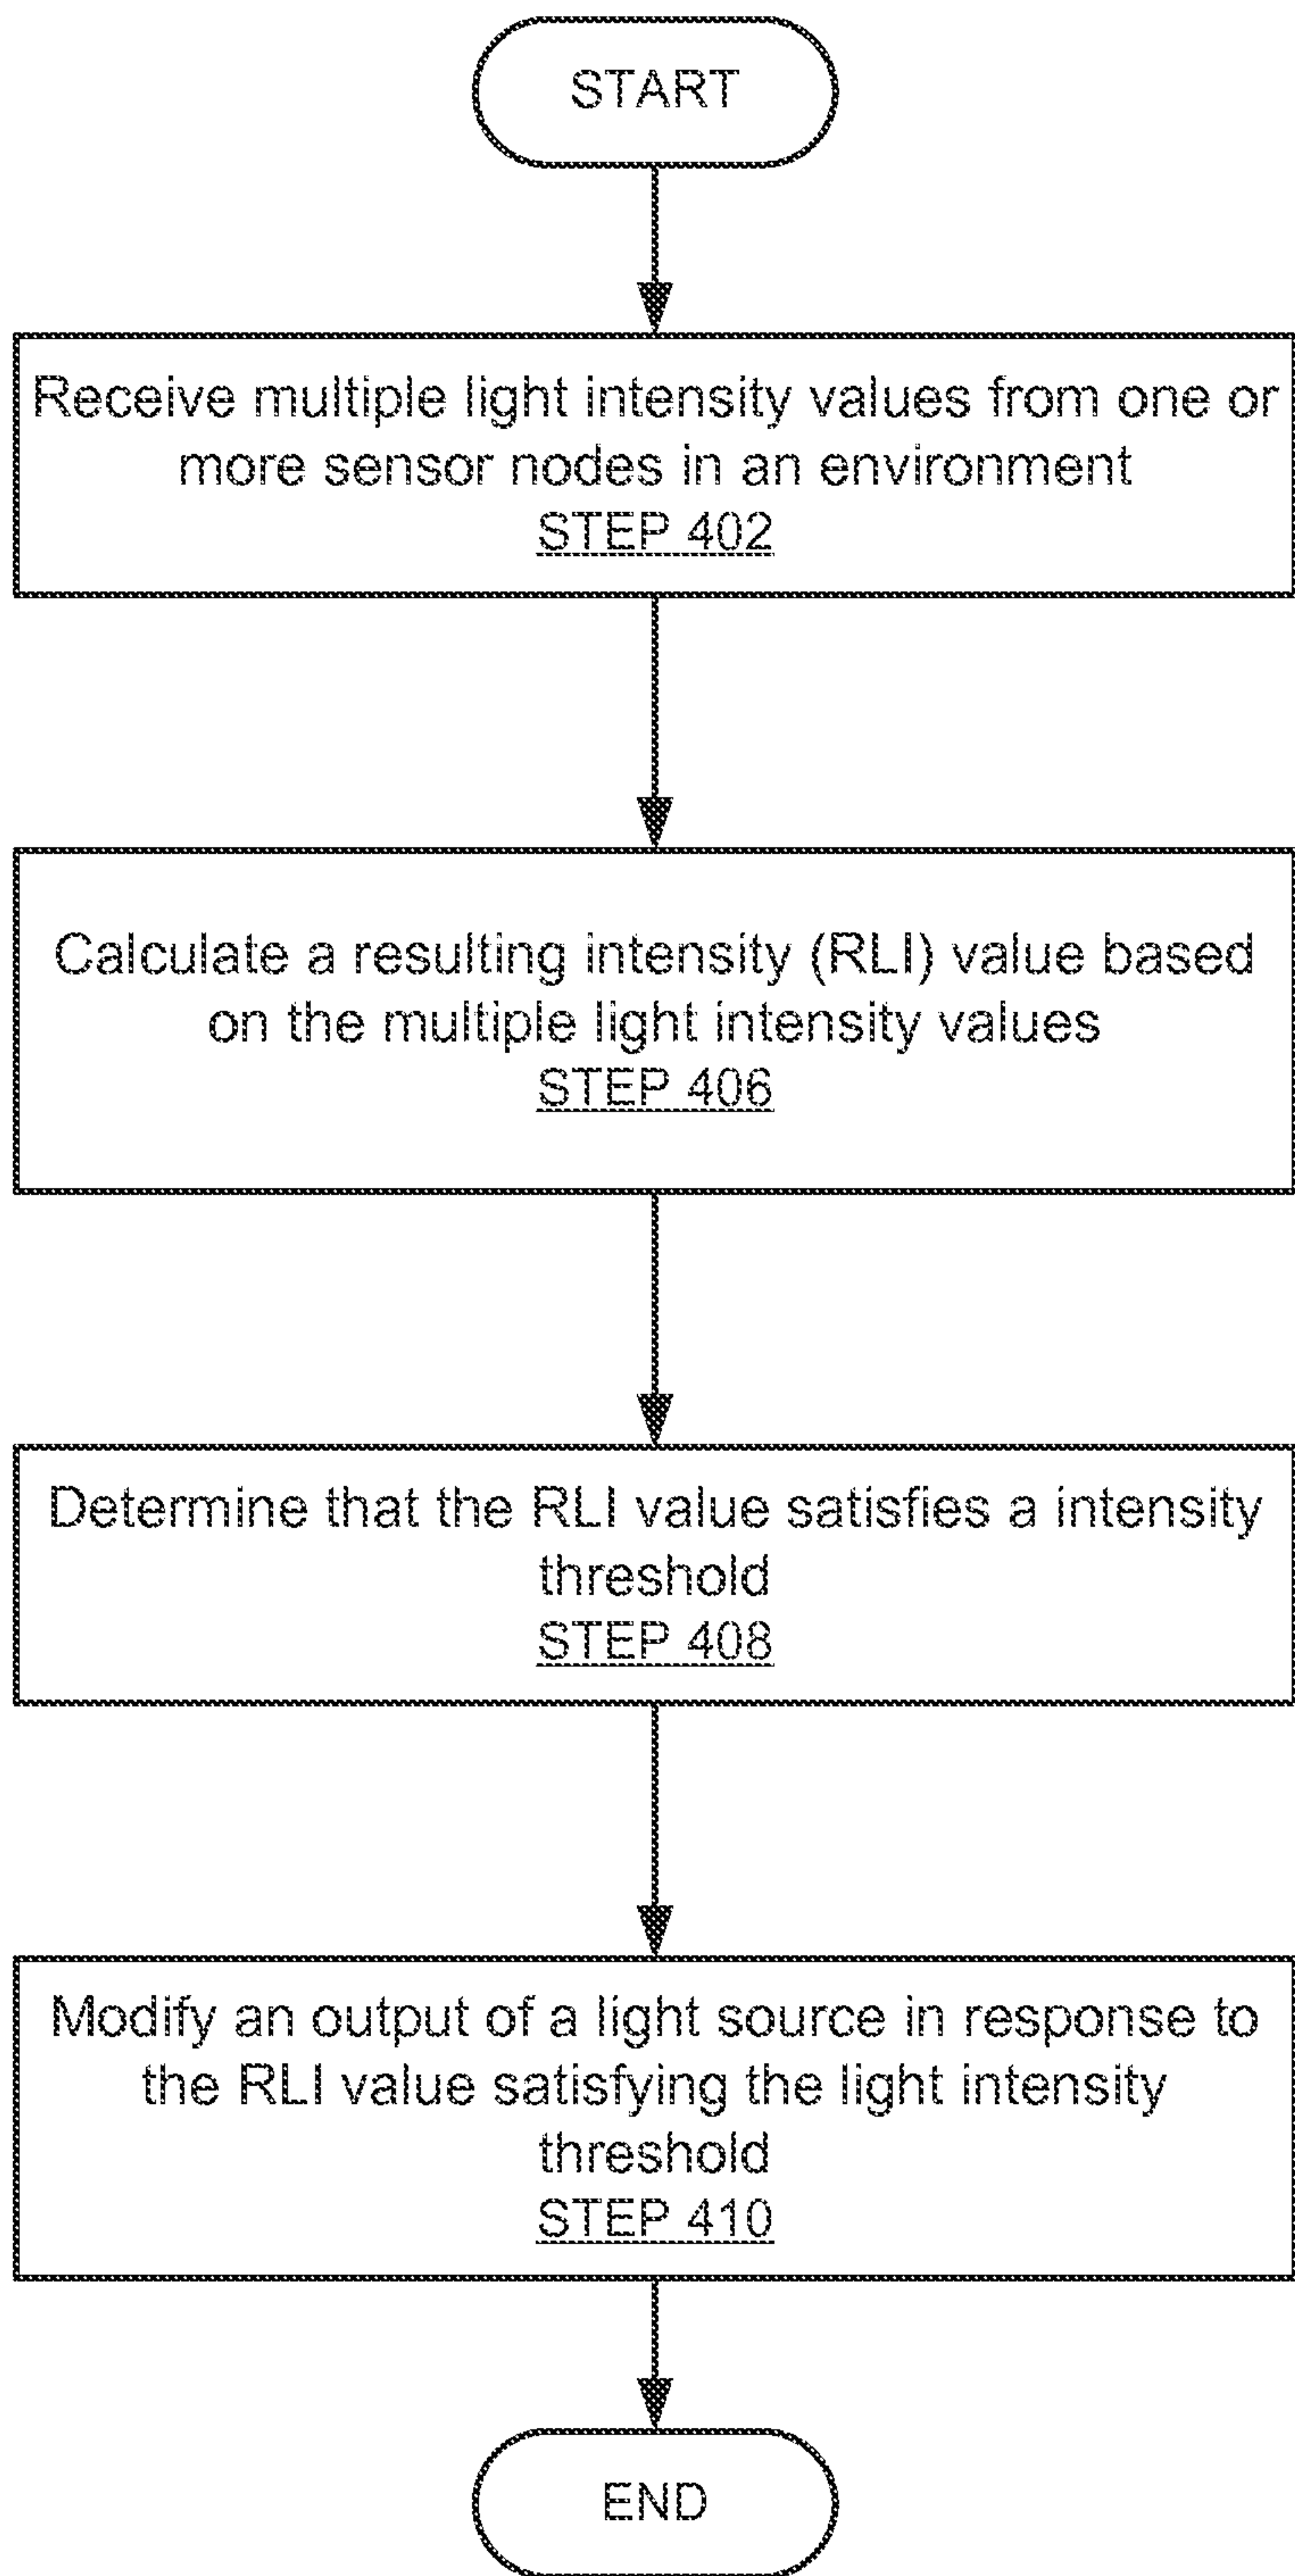 START
Receive multiple light intensity values from one or
more sensor nodes in an environment
STEP 402
Calculate a resulting intensity (RLI) value based
on the multiple light intensity values
STEP 406
Determine that the RLI value satisfies a intensity
threshold
STEP 408
Modify an output of a light source in response to
the RLI value satisfying the light intensity
threshold
STEP 410
END